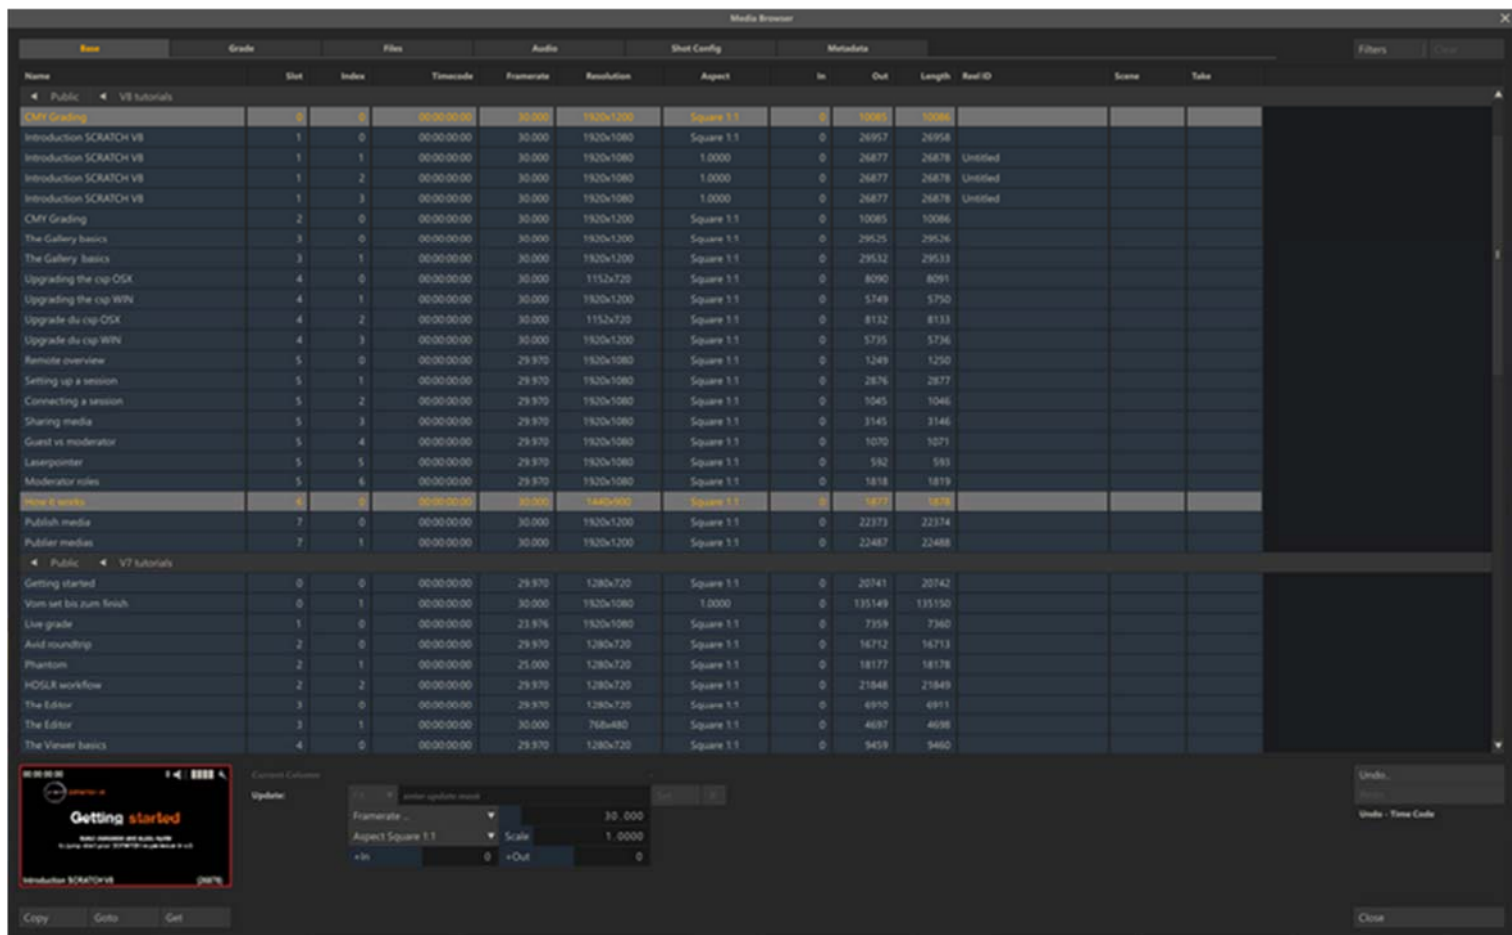 Media Browser
Base Grade Files Audio Shot Config Metadata Filters Clear
Name Slot Index Timecode Framerate Resolution Aspect In Out Length Reel ID Scene Take
Public V8 tutorials
CMY Grading 0 0 00:00:00:00 30.000 1920x1200 Square 1:1 0 10085 10086
Introduction SCRATCH V8 1 0 00:00:00:00 30.000 1920x1080 Square 1:1 0 26957 26958
Introduction SCRATCH V8 1 1 00:00:00:00 30.000 1920x1080 1.0000 0 26877 26878 Untitled
Introduction SCRATCH V8 1 2 00:00:00:00 30.000 1920x1080 1.0000 0 26877 26878 Untitled
Introduction SCRATCH V8 1 3 00:00:00:00 30.000 1920x1080 1.0000 0 26877 26878 Untitled
CMY Grading 2 0 00:00:00:00 30.000 1920x1200 Square 1:1 0 10085 10086
The Gallery basics 3 0 00:00:00:00 30.000 1920x1200 Square 1:1 0 29525 29526
The Gallery basics 3 1 00:00:00:00 30.000 1920x1200 Square 1:1 0 29532 29533
Upgrading the csp OSX 4 0 00:00:00:00 30.000 1152x720 Square 1:1 0 8090 8091
Upgrading the csp WIN 4 1 00:00:00:00 30.000 1920x1200 Square 1:1 0 5749 5750
Upgrade du csp OSX 4 2 00:00:00:00 30.000 1152x720 Square 1:1 0 8132 8133
Upgrade du csp WIN 4 3 00:00:00:00 30.000 1920x1200 Square 1:1 0 5735 5736
Remote overview 5 0 00:00:00:00 29.970 1920x1080 Square 1:1 0 1249 1250
Setting up a session 5 1 00:00:00:00 29.970 1920x1080 Square 1:1 0 2876 2877
Connecting a session 5 2 00:00:00:00 29.970 1920x1080 Square 1:1 0 1045 1046
Sharing media 5 3 00:00:00:00 29.970 1920x1080 Square 1:1 0 3145 3146
Guest vs moderator 5 4 00:00:00:00 29.970 1920x1080 Square 1:1 0 1070 1071
Laserpointer 5 5 00:00:00:00 29.970 1920x1080 Square 1:1 0 592 593
Moderator roles 5 6 00:00:00:00 29.970 1920x1080 Square 1:1 0 1818 1819
How it works 6 0 00:00:00:00 30.000 1440x900 Square 1:1 0 1877 1878
Publish media 7 0 00:00:00:00 30.000 1920x1200 Square 1:1 0 22373 22374
Publier medias 7 1 00:00:00:00 30.000 1920x1200 Square 1:1 0 22487 22488
Public V7 tutorials
Getting started 0 0 00:00:00:00 29.970 1280x720 Square 1:1 0 20741 20742
Vom set bis zum finish 0 1 00:00:00:00 30.000 1920x1080 1.0000 0 135149 135150
Live grade 1 0 00:00:00:00 23.976 1920x1080 Square 1:1 0 7359 7360
Avid roundtrip 2 0 00:00:00:00 29.970 1280x720 Square 1:1 0 16712 16713
Phantom 2 1 00:00:00:00 25.000 1280x720 Square 1:1 0 18177 18178
HDSLR workflow 2 2 00:00:00:00 29.970 1280x720 Square 1:1 0 21848 21849
The Editor 3 0 00:00:00:00 29.970 1280x720 Square 1:1 0 6910 6911
The Editor 3 1 00:00:00:00 30.000 768x480 Square 1:1 0 4697 4698
The Viewer basics 4 0 00:00:00:00 29.970 1280x720 Square 1:1 0 9459 9460
00:00:00:00
Getting started
Introduction SCRATCH V8 (26878)
Current Column
Update: enter update mask Set
Framerate .. 30.000
Aspect Square 1:1 Scale 1.0000
+In 0 +Out 0
Undo..
Undo - Time Code
Copy Goto Get Close